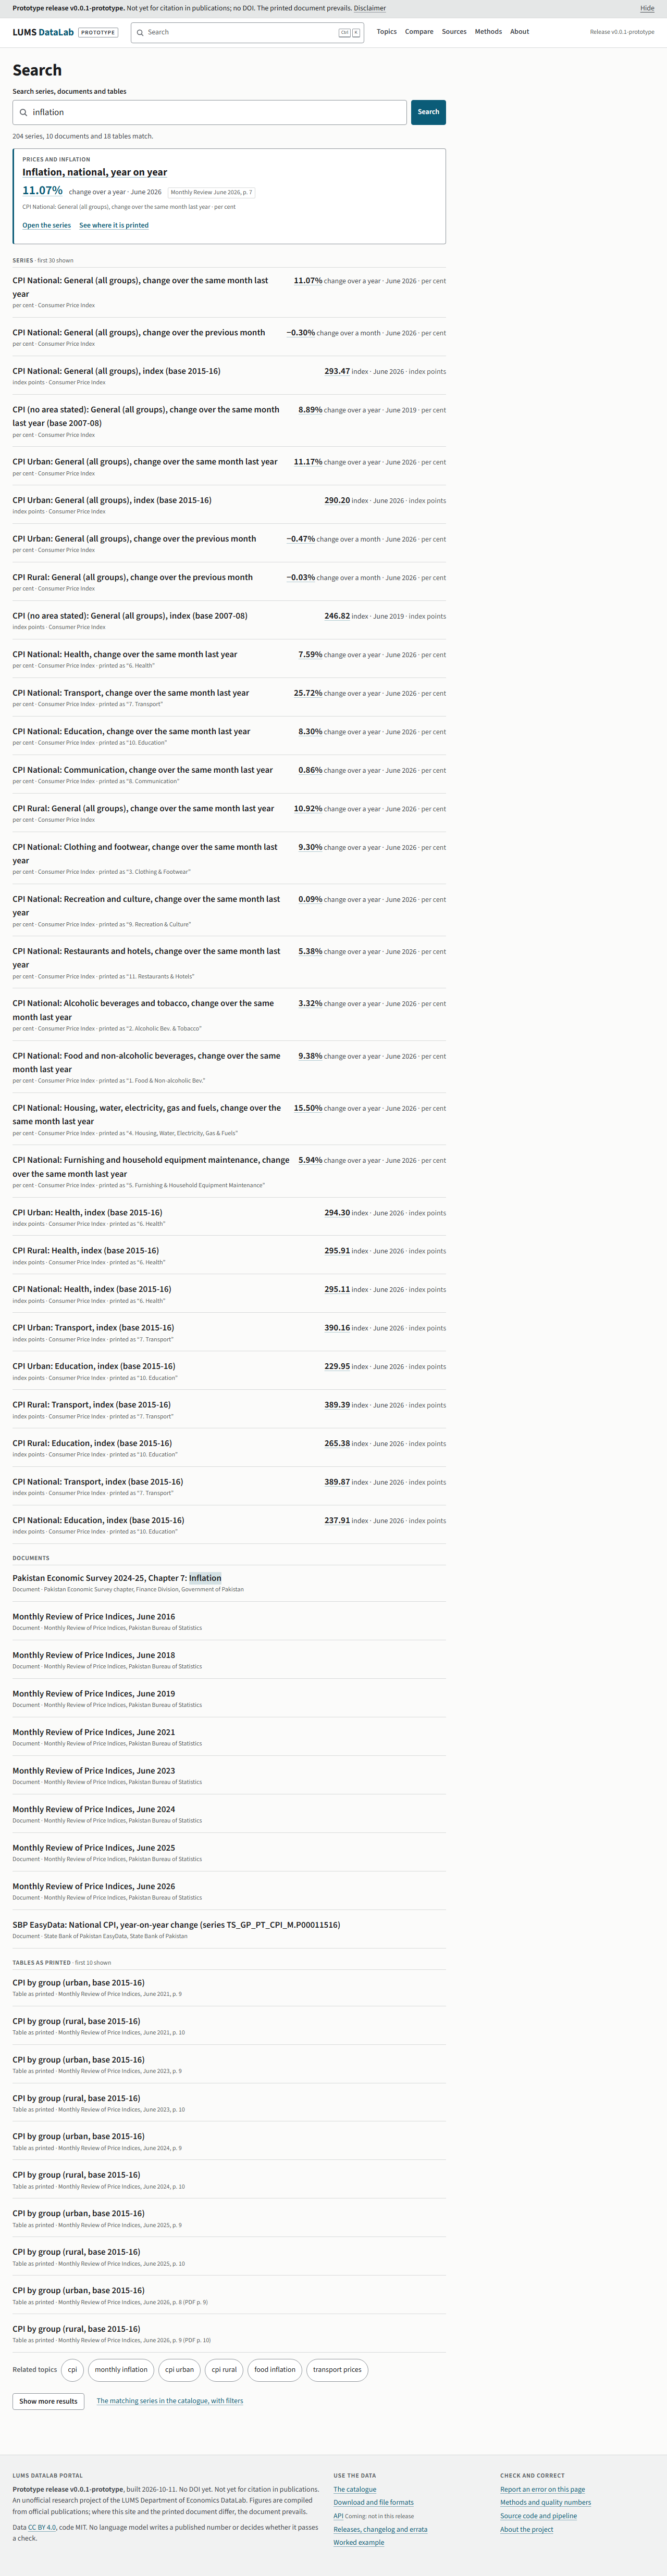 Prototype release v0.0.1-prototype. Not yet for citation in publications; no DOI. The printed document prevails. Disclaimer
Hide
LUMS DataLab PROTOTYPE
Search
Ctrl K
Topics Compare Sources Methods About
Release v0.0.1-prototype
Search
Search series, documents and tables
inflation
Search
204 series, 10 documents and 18 tables match.
PRICES AND INFLATION
Inflation, national, year on year
11.07% change over a year · June 2026 Monthly Review June 2026, p. 7
CPI National: General (all groups), change over the same month last year · per cent
Open the series See where it is printed
SERIES · first 30 shown
CPI National: General (all groups), change over the same month last
year
11.07% change over a year · June 2026 · per cent
per cent · Consumer Price Index
CPI National: General (all groups), change over the previous month
−0.30% change over a month · June 2026 · per cent
per cent · Consumer Price Index
CPI National: General (all groups), index (base 2015-16)
293.47 index · June 2026 · index points
index points · Consumer Price Index
CPI (no area stated): General (all groups), change over the same month
last year (base 2007-08)
8.89% change over a year · June 2019 · per cent
per cent · Consumer Price Index
CPI Urban: General (all groups), change over the same month last year
11.17% change over a year · June 2026 · per cent
per cent · Consumer Price Index
CPI Urban: General (all groups), index (base 2015-16)
290.20 index · June 2026 · index points
index points · Consumer Price Index
CPI Urban: General (all groups), change over the previous month
−0.47% change over a month · June 2026 · per cent
per cent · Consumer Price Index
CPI Rural: General (all groups), change over the previous month
−0.03% change over a month · June 2026 · per cent
per cent · Consumer Price Index
CPI (no area stated): General (all groups), index (base 2007-08)
246.82 index · June 2019 · index points
index points · Consumer Price Index
CPI National: Health, change over the same month last year
7.59% change over a year · June 2026 · per cent
per cent · Consumer Price Index · printed as “6. Health”
CPI National: Transport, change over the same month last year
25.72% change over a year · June 2026 · per cent
per cent · Consumer Price Index · printed as “7. Transport”
CPI National: Education, change over the same month last year
8.30% change over a year · June 2026 · per cent
per cent · Consumer Price Index · printed as “10. Education”
CPI National: Communication, change over the same month last year
0.86% change over a year · June 2026 · per cent
per cent · Consumer Price Index · printed as “8. Communication”
CPI Rural: General (all groups), change over the same month last year
10.92% change over a year · June 2026 · per cent
per cent · Consumer Price Index
CPI National: Clothing and footwear, change over the same month last
year
9.30% change over a year · June 2026 · per cent
per cent · Consumer Price Index · printed as “3. Clothing & Footwear”
CPI National: Recreation and culture, change over the same month last
year
0.09% change over a year · June 2026 · per cent
per cent · Consumer Price Index · printed as “9. Recreation & Culture”
CPI National: Restaurants and hotels, change over the same month last
year
5.38% change over a year · June 2026 · per cent
per cent · Consumer Price Index · printed as “11. Restaurants & Hotels”
CPI National: Alcoholic beverages and tobacco, change over the same
month last year
3.32% change over a year · June 2026 · per cent
per cent · Consumer Price Index · printed as “2. Alcoholic Bev. & Tobacco”
CPI National: Food and non-alcoholic beverages, change over the same
month last year
9.38% change over a year · June 2026 · per cent
per cent · Consumer Price Index · printed as “1. Food & Non-alcoholic Bev.”
CPI National: Housing, water, electricity, gas and fuels, change over the
same month last year
15.50% change over a year · June 2026 · per cent
per cent · Consumer Price Index · printed as “4. Housing, Water, Electricity, Gas & Fuels”
CPI National: Furnishing and household equipment maintenance, change
over the same month last year
5.94% change over a year · June 2026 · per cent
per cent · Consumer Price Index · printed as “5. Furnishing & Household Equipment Maintenance”
CPI Urban: Health, index (base 2015-16)
294.30 index · June 2026 · index points
index points · Consumer Price Index · printed as “6. Health”
CPI Rural: Health, index (base 2015-16)
295.91 index · June 2026 · index points
index points · Consumer Price Index · printed as “6. Health”
CPI National: Health, index (base 2015-16)
295.11 index · June 2026 · index points
index points · Consumer Price Index · printed as “6. Health”
CPI Urban: Transport, index (base 2015-16)
390.16 index · June 2026 · index points
index points · Consumer Price Index · printed as “7. Transport”
CPI Urban: Education, index (base 2015-16)
229.95 index · June 2026 · index points
index points · Consumer Price Index · printed as “10. Education”
CPI Rural: Transport, index (base 2015-16)
389.39 index · June 2026 · index points
index points · Consumer Price Index · printed as “7. Transport”
CPI Rural: Education, index (base 2015-16)
265.38 index · June 2026 · index points
index points · Consumer Price Index · printed as “10. Education”
CPI National: Transport, index (base 2015-16)
389.87 index · June 2026 · index points
index points · Consumer Price Index · printed as “7. Transport”
CPI National: Education, index (base 2015-16)
237.91 index · June 2026 · index points
index points · Consumer Price Index · printed as “10. Education”
DOCUMENTS
Pakistan Economic Survey 2024-25, Chapter 7: Inflation
Document · Pakistan Economic Survey chapter, Finance Division, Government of Pakistan
Monthly Review of Price Indices, June 2016
Document · Monthly Review of Price Indices, Pakistan Bureau of Statistics
Monthly Review of Price Indices, June 2018
Document · Monthly Review of Price Indices, Pakistan Bureau of Statistics
Monthly Review of Price Indices, June 2019
Document · Monthly Review of Price Indices, Pakistan Bureau of Statistics
Monthly Review of Price Indices, June 2021
Document · Monthly Review of Price Indices, Pakistan Bureau of Statistics
Monthly Review of Price Indices, June 2023
Document · Monthly Review of Price Indices, Pakistan Bureau of Statistics
Monthly Review of Price Indices, June 2024
Document · Monthly Review of Price Indices, Pakistan Bureau of Statistics
Monthly Review of Price Indices, June 2025
Document · Monthly Review of Price Indices, Pakistan Bureau of Statistics
Monthly Review of Price Indices, June 2026
Document · Monthly Review of Price Indices, Pakistan Bureau of Statistics
SBP EasyData: National CPI, year-on-year change (series TS_GP_PT_CPI_M.P00011516)
Document · State Bank of Pakistan EasyData, State Bank of Pakistan
TABLES AS PRINTED · first 10 shown
CPI by group (urban, base 2015-16)
Table as printed · Monthly Review of Price Indices, June 2021, p. 9
CPI by group (rural, base 2015-16)
Table as printed · Monthly Review of Price Indices, June 2021, p. 10
CPI by group (urban, base 2015-16)
Table as printed · Monthly Review of Price Indices, June 2023, p. 9
CPI by group (rural, base 2015-16)
Table as printed · Monthly Review of Price Indices, June 2023, p. 10
CPI by group (urban, base 2015-16)
Table as printed · Monthly Review of Price Indices, June 2024, p. 9
CPI by group (rural, base 2015-16)
Table as printed · Monthly Review of Price Indices, June 2024, p. 10
CPI by group (urban, base 2015-16)
Table as printed · Monthly Review of Price Indices, June 2025, p. 9
CPI by group (rural, base 2015-16)
Table as printed · Monthly Review of Price Indices, June 2025, p. 10
CPI by group (urban, base 2015-16)
Table as printed · Monthly Review of Price Indices, June 2026, p. 8 (PDF p. 9)
CPI by group (rural, base 2015-16)
Table as printed · Monthly Review of Price Indices, June 2026, p. 9 (PDF p. 10)
Related topics cpi monthly inflation cpi urban cpi rural food inflation transport prices
Show more results The matching series in the catalogue, with filters
LUMS DATALAB PORTAL
Prototype release v0.0.1-prototype, built 2026-10-11. No DOI yet. Not yet for citation in publications.
An unofficial research project of the LUMS Department of Economics DataLab. Figures are compiled
from official publications; where this site and the printed document differ, the document prevails.
Data CC BY 4.0, code MIT. No language model writes a published number or decides whether it passes
a check.
USE THE DATA
The catalogue
Download and file formats
API Coming: not in this release
Releases, changelog and errata
Worked example
CHECK AND CORRECT
Report an error on this page
Methods and quality numbers
Source code and pipeline
About the project